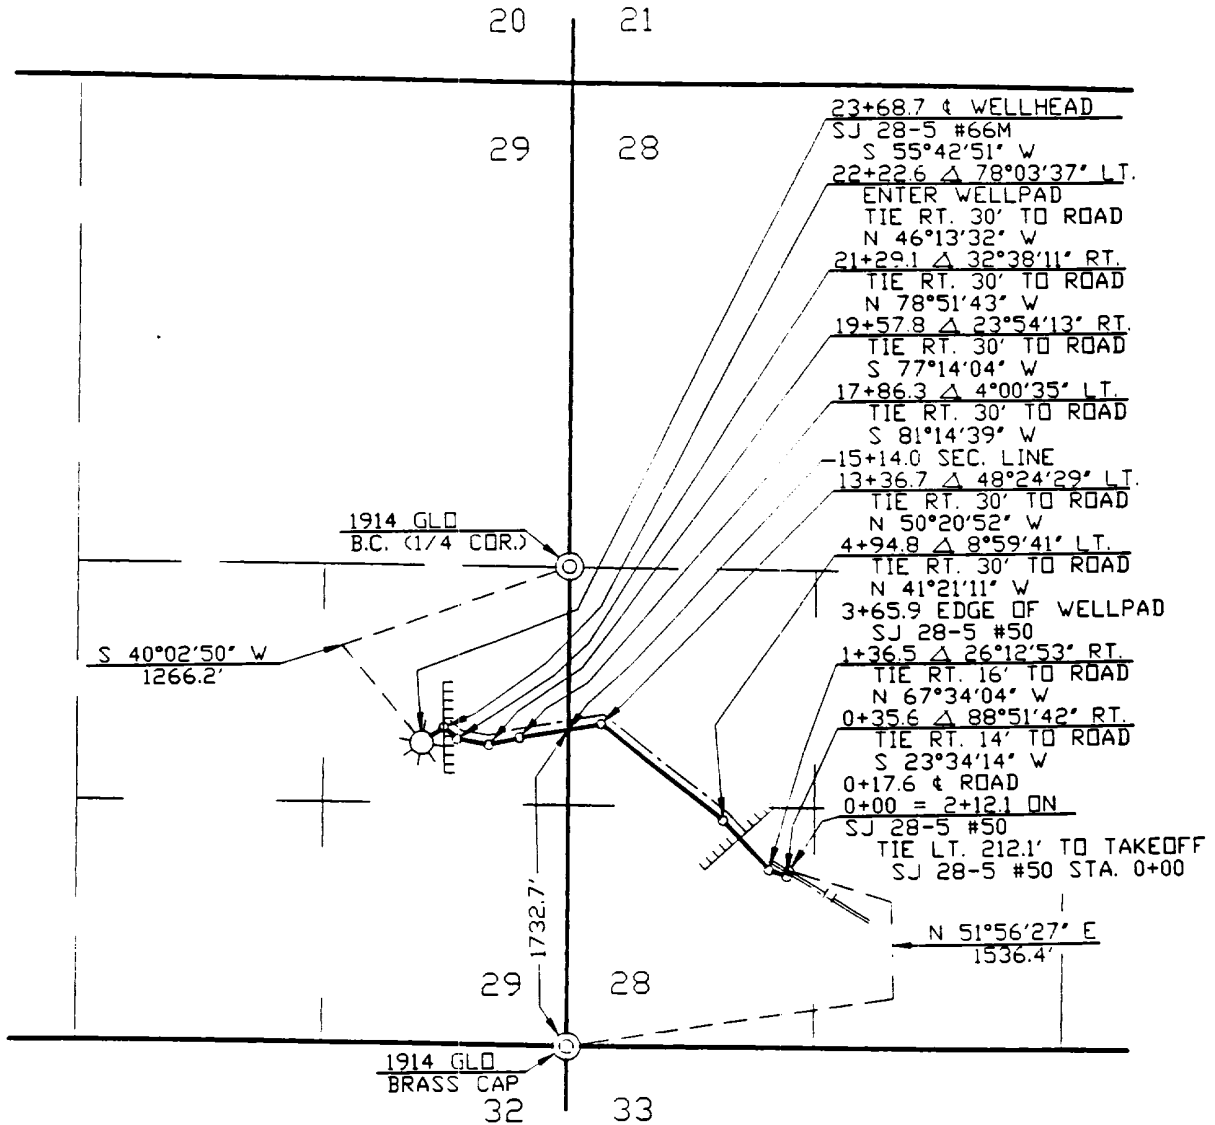 20 21
29 28
23+68.7 ℄ WELLHEAD
SJ 28-5 #66M
S 55°42'51" W
22+22.6 △ 78°03'37" LT.
ENTER WELLPAD
TIE RT. 30' TO ROAD
N 46°13'32" W
21+29.1 △ 32°38'11" RT.
TIE RT. 30' TO ROAD
N 78°51'43" W
19+57.8 △ 23°54'13" RT.
TIE RT. 30' TO ROAD
S 77°14'04" W
17+86.3 △ 4°00'35" LT.
TIE RT. 30' TO ROAD
S 81°14'39" W
15+14.0 SEC. LINE
13+36.7 △ 48°24'29" LT.
TIE RT. 30' TO ROAD
N 50°20'52" W
4+94.8 △ 8°59'41" LT.
TIE RT. 30' TO ROAD
N 41°21'11" W
3+65.9 EDGE OF WELLPAD
SJ 28-5 #50
1+36.5 △ 26°12'53" RT.
TIE RT. 16' TO ROAD
N 67°34'04" W
0+35.6 △ 88°51'42" RT.
TIE RT. 14' TO ROAD
S 23°34'14" W
0+17.6 ℄ ROAD
0+00 = 2+12.1 ON
SJ 28-5 #50
TIE LT. 212.1' TO TAKEOFF
SJ 28-5 #50 STA. 0+00
1914 GLO
B.C. (1/4 COR.)
S 40°02'50" W
1266.2'
1732.7'
N 51°56'27" E
1536.4'
29 28
1914 GLO
BRASS CAP
32 33